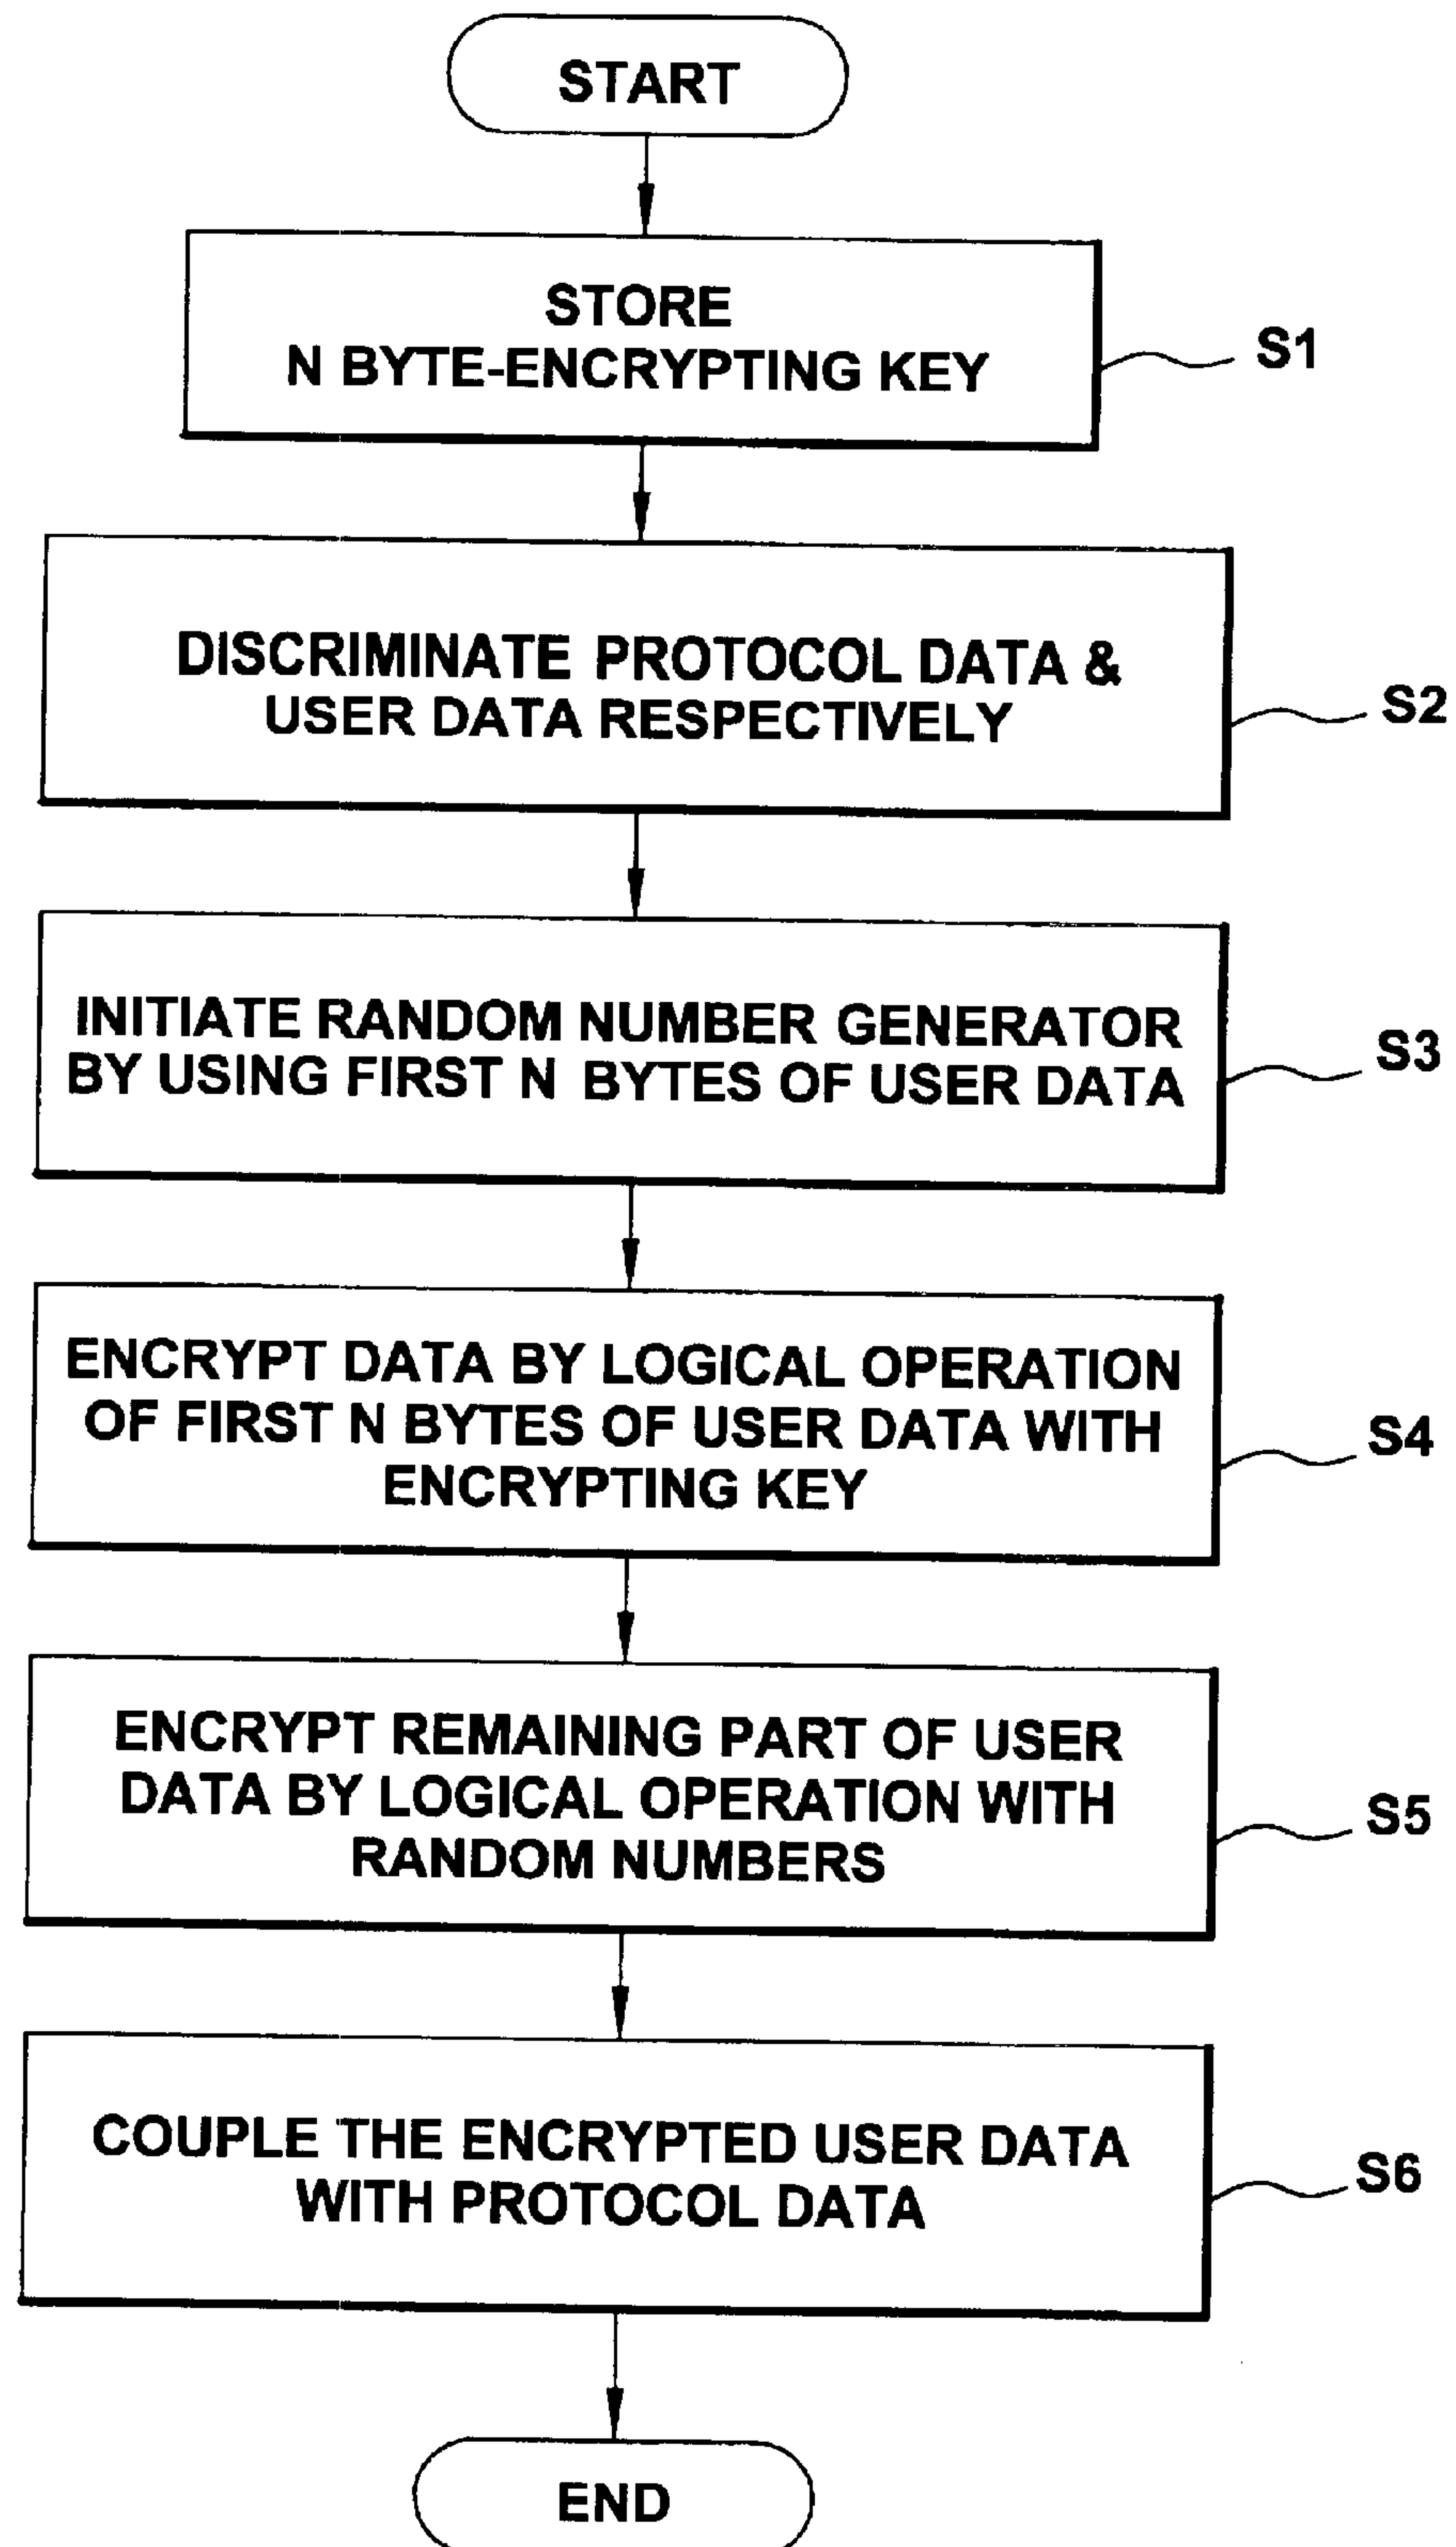 START
STORE
N BYTE-ENCRYPTING KEY
S1
DISCRIMINATE PROTOCOL DATA &
USER DATA RESPECTIVELY
S2
INITIATE RANDOM NUMBER GENERATOR
BY USING FIRST N BYTES OF USER DATA
S3
ENCRYPT DATA BY LOGICAL OPERATION
OF FIRST N BYTES OF USER DATA WITH
ENCRYPTING KEY
S4
ENCRYPT REMAINING PART OF USER
DATA BY LOGICAL OPERATION WITH
RANDOM NUMBERS
S5
COUPLE THE ENCRYPTED USER DATA
WITH PROTOCOL DATA
S6
END